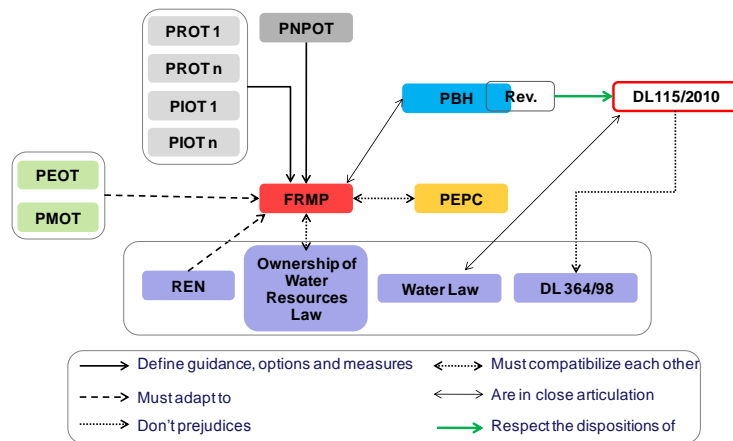 PROT 1
PNPOT
PROT n
PIOT 1
PIOT n
PBH
Rev.
DL115/2010
PEOT
PMOT
FRMP
PEPC
REN
Ownership of
Water
Resources
Law
Water Law
DL 364/98
Define guidance, options and measures
Must compatibilize each other
Must adapt to
Are in close articulation
Don't prejudices
Respect the dispositions of